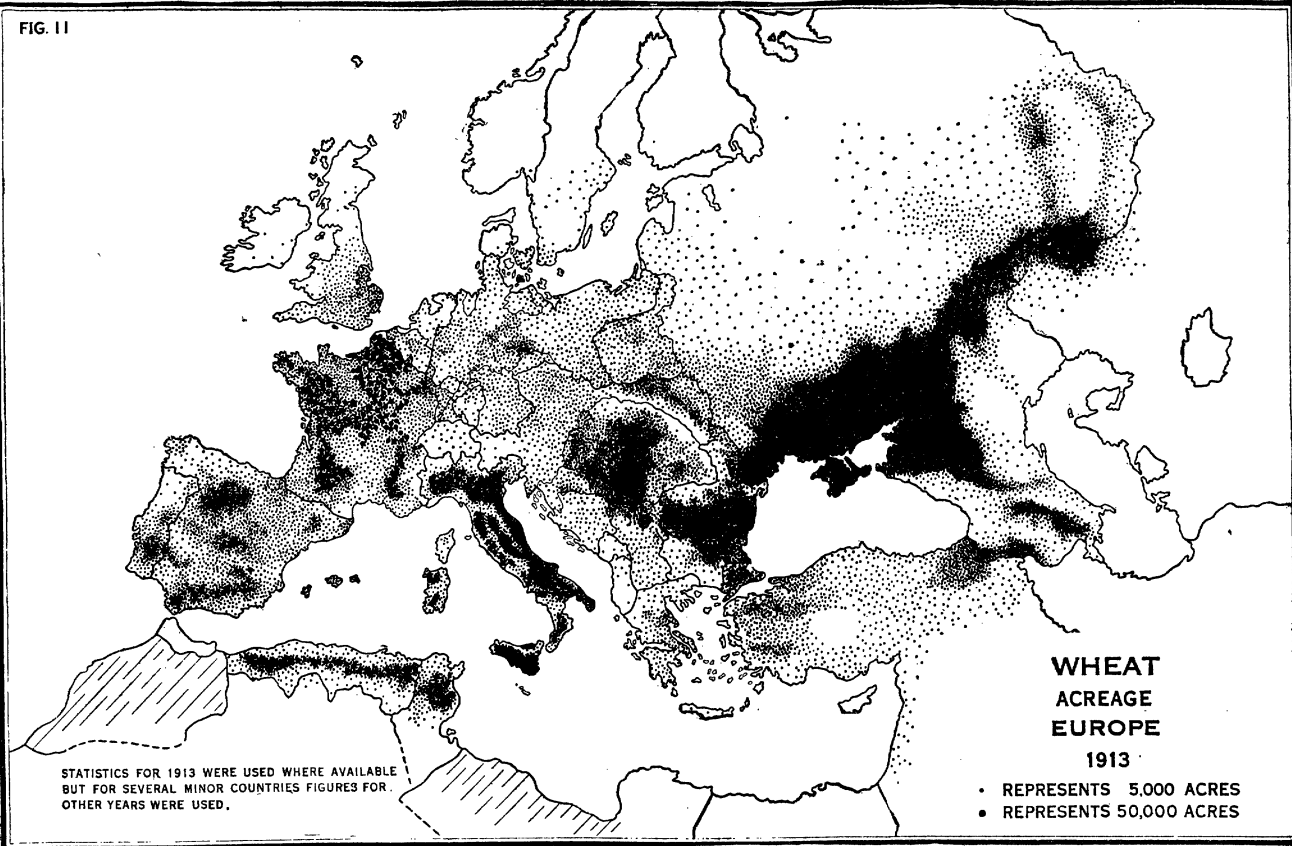 FIG. 11
WHEAT
ACREAGE
EUROPE
1913
• REPRESENTS 5,000 ACRES
● REPRESENTS 50,000 ACRES
STATISTICS FOR 1913 WERE USED WHERE AVAILABLE
BUT FOR SEVERAL MINOR COUNTRIES FIGURES FOR
OTHER YEARS WERE USED.